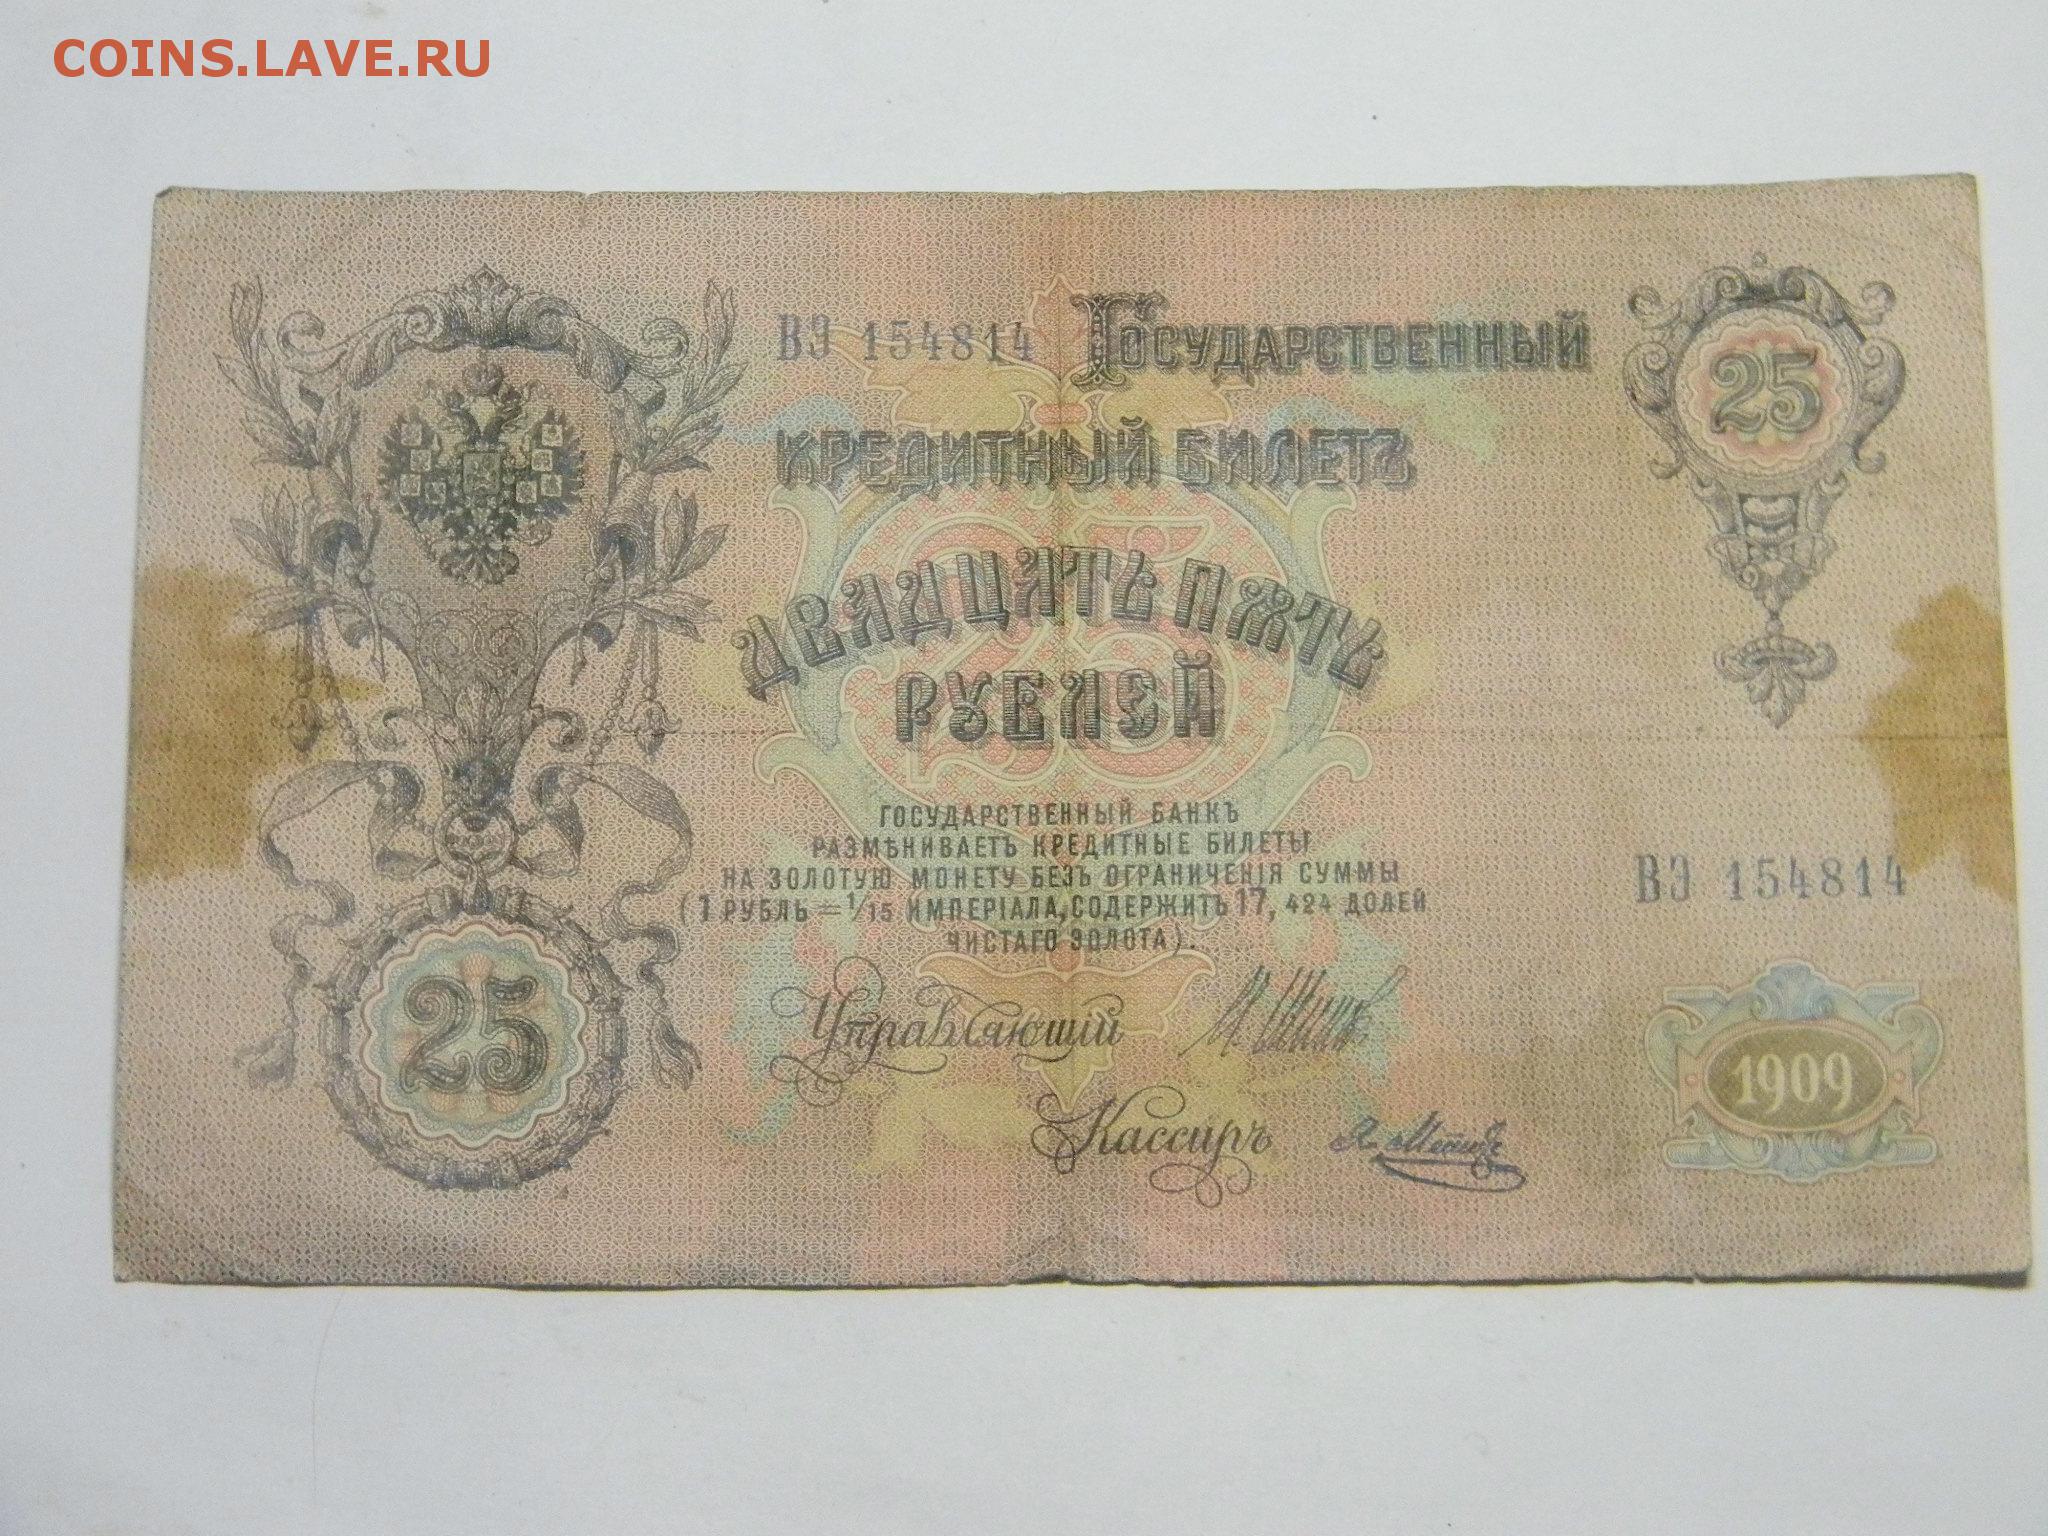 COINS.LAVE.RU
ВЭ 154814
ГОСУДАРСТВЕННЫЙ
25
КРЕДИТНЫЙ БИЛЕТЪ
25
ДВАДЦАТЬ ПЯТЬ
РУБЛЕЙ
ГОСУДАРСТВЕННЫЙ БАНКЪ
РАЗМѢНИВАЕТЪ КРЕДИТНЫЕ БИЛЕТЫ
НА ЗОЛОТУЮ МОНЕТУ БЕЗЪ ОГРАНИЧЕНІЯ СУММЫ
(1 РУБЛЬ = 1/15 ИМПЕРІАЛА, СОДЕРЖИТЪ 17, 424 ДОЛЕЙ
ЧИСТАГО ЗОЛОТА).
ВЭ 154814
25
Управляющій
Кассиръ
1909